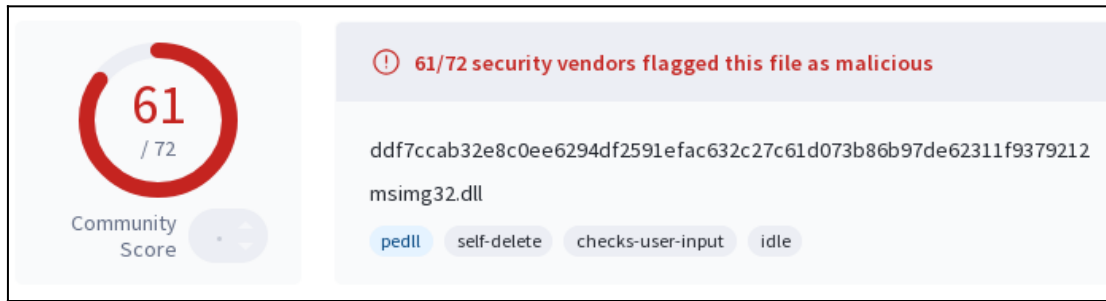 61
/ 72
Community
Score
61/72 security vendors flagged this file as malicious
ddf7ccab32e8c0ee6294df2591efac632c27c61d073b86b97de62311f9379212
msimg32.dll
pedll self-delete checks-user-input idle